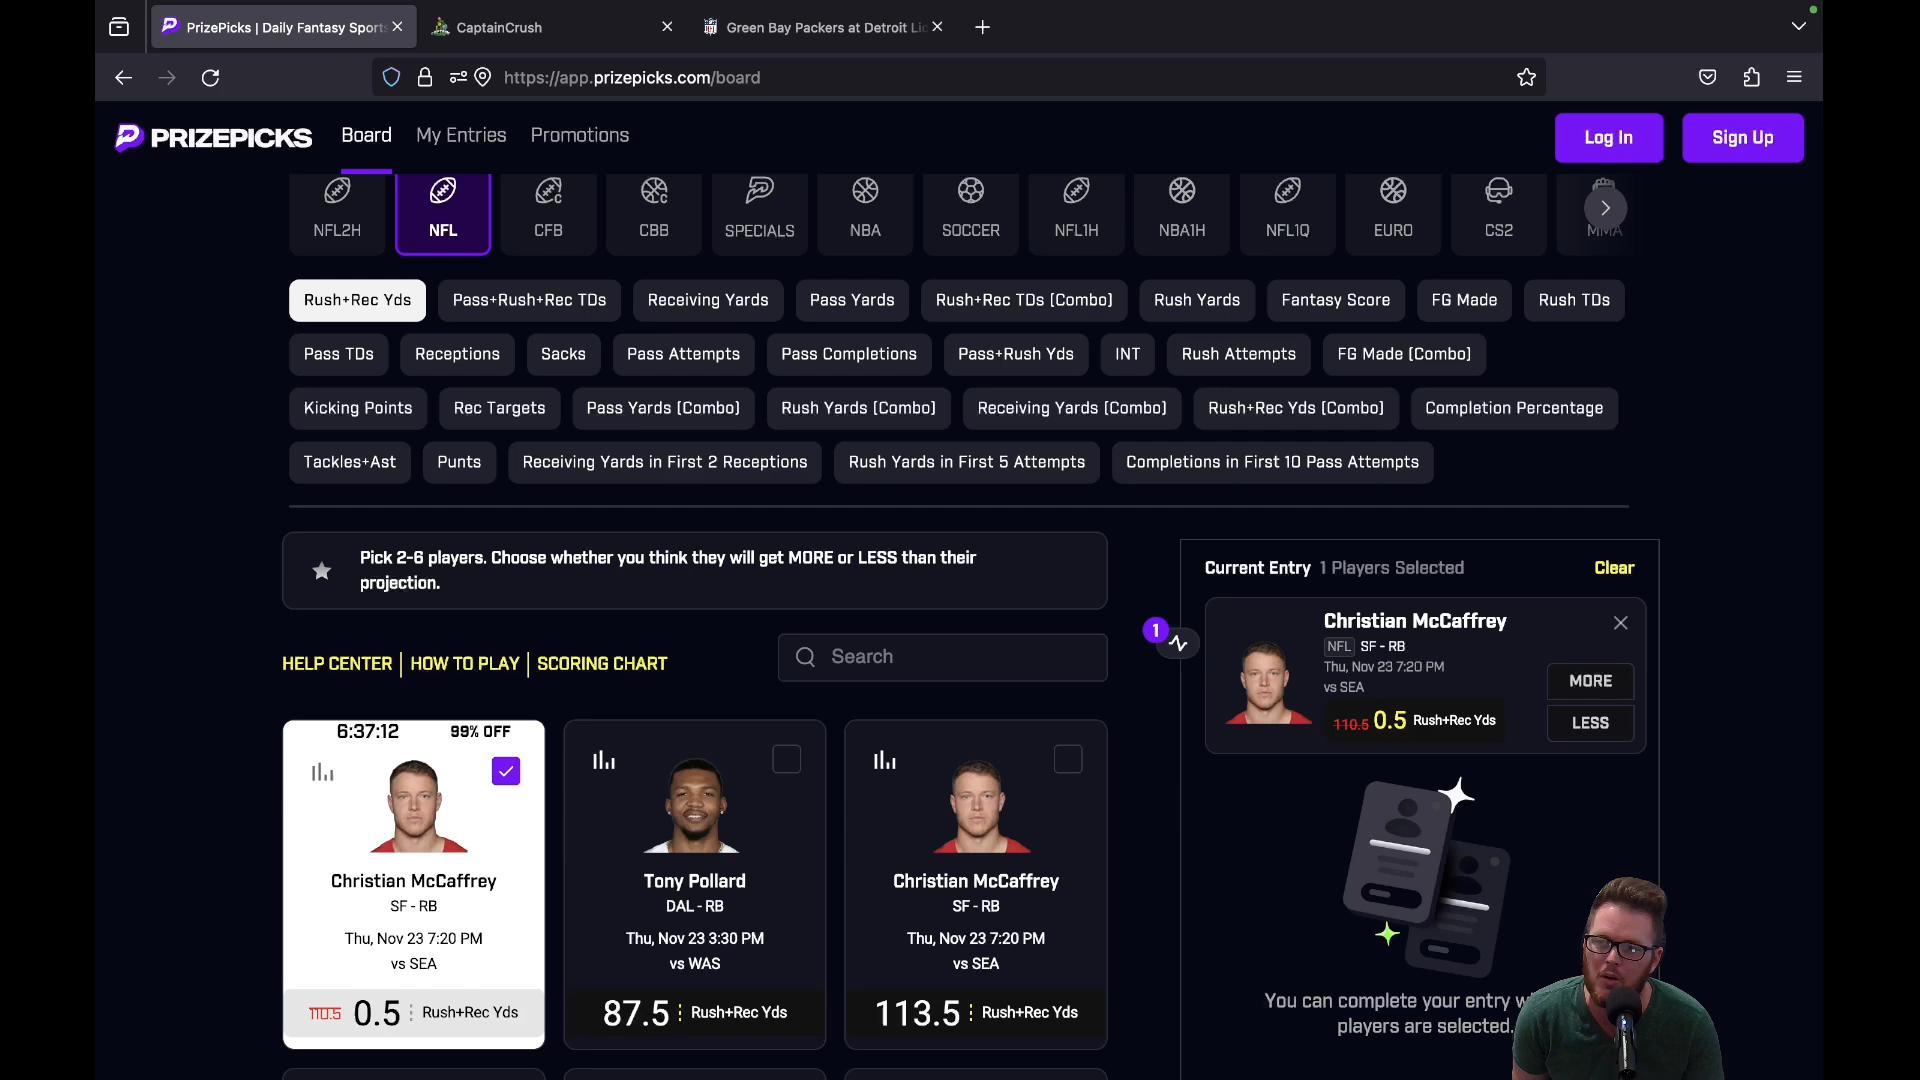 PrizePicks | Daily Fantasy Sports
CaptainCrush
Green Bay Packers at Detroit Lio
https://app.prizepicks.com/board
PRIZEPICKS
Board
My Entries
Promotions
Log In
Sign Up
NFL2H
NFL
CFB
CBB
SPECIALS
NBA
SOCCER
NFL1H
NBA1H
NFL1Q
EURO
CS2
MMA
Rush+Rec Yds
Pass+Rush+Rec TDs
Receiving Yards
Pass Yards
Rush+Rec TDs [Combo]
Rush Yards
Fantasy Score
FG Made
Rush TDs
Pass TDs
Receptions
Sacks
Pass Attempts
Pass Completions
Pass+Rush Yds
INT
Rush Attempts
FG Made [Combo]
Kicking Points
Rec Targets
Pass Yards [Combo]
Rush Yards [Combo]
Receiving Yards [Combo]
Rush+Rec Yds [Combo]
Completion Percentage
Tackles+Ast
Punts
Receiving Yards in First 2 Receptions
Rush Yards in First 5 Attempts
Completions in First 10 Pass Attempts
Pick 2-6 players. Choose whether you think they will get MORE or LESS than their
projection.
HELP CENTER
HOW TO PLAY
SCORING CHART
Search
6:37:12
99% OFF
Christian McCaffrey
SF - RB
Thu, Nov 23 7:20 PM
vs SEA
110.5 0.5 Rush+Rec Yds
Tony Pollard
DAL - RB
Thu, Nov 23 3:30 PM
vs WAS
87.5 Rush+Rec Yds
Christian McCaffrey
SF - RB
Thu, Nov 23 7:20 PM
vs SEA
113.5 Rush+Rec Yds
Current Entry 1 Players Selected
Clear
1
Christian McCaffrey
NFL SF - RB
Thu, Nov 23 7:20 PM
vs SEA
110.5 0.5 Rush+Rec Yds
MORE
LESS
You can complete your entry
players are selected.